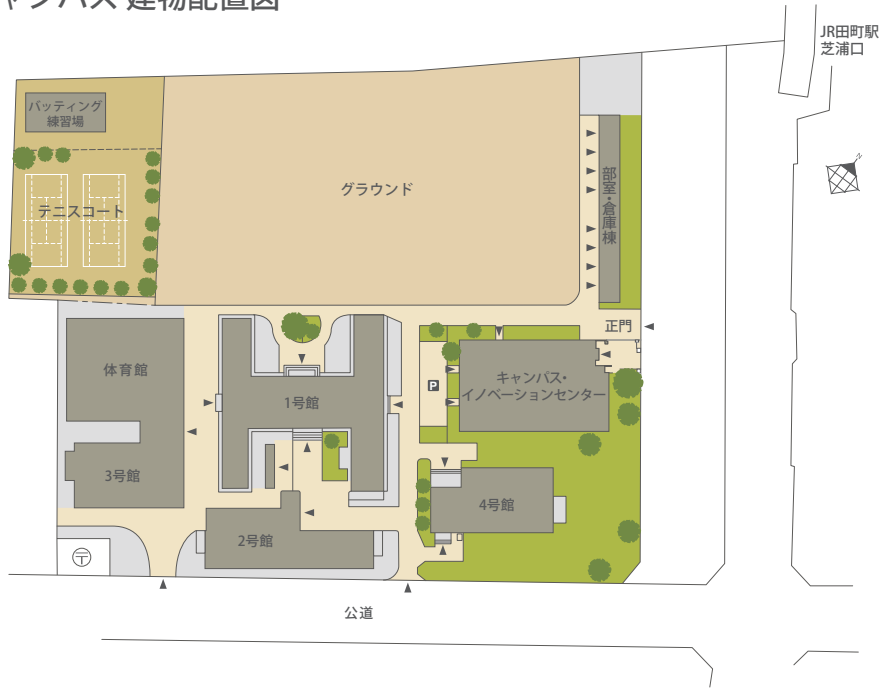 ャンパス 建物配置図
JR田町駅
芝浦口
N
バッティング
練習場
テニスコート
グラウンド
部室・倉庫棟
正門
体育館
1号館
P
キャンパス・
イノベーションセンター
3号館
4号館
2号館
〒
公道